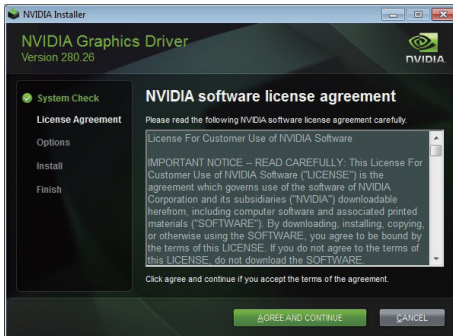 NVIDIA Installer
NVIDIA Graphics Driver
Version 280.26
NVIDIA
System Check
License Agreement
Options
Install
Finish
NVIDIA software license agreement
Please read the following NVIDIA software license agreement carefully.
License For Customer Use of NVIDIA Software
IMPORTANT NOTICE -- READ CAREFULLY: This License For
Customer Use of NVIDIA Software ("LICENSE") is the
agreement which governs use of the software of NVIDIA
Corporation and its subsidiaries ("NVIDIA") downloadable
herefrom, including computer software and associated printed
materials ("SOFTWARE"). By downloading, installing, copying,
or otherwise using the SOFTWARE, you agree to be bound by
the terms of this LICENSE. If you do not agree to the terms of
this LICENSE, do not download the SOFTWARE.
Click agree and continue if you accept the terms of the agreement.
AGREE AND CONTINUE
CANCEL